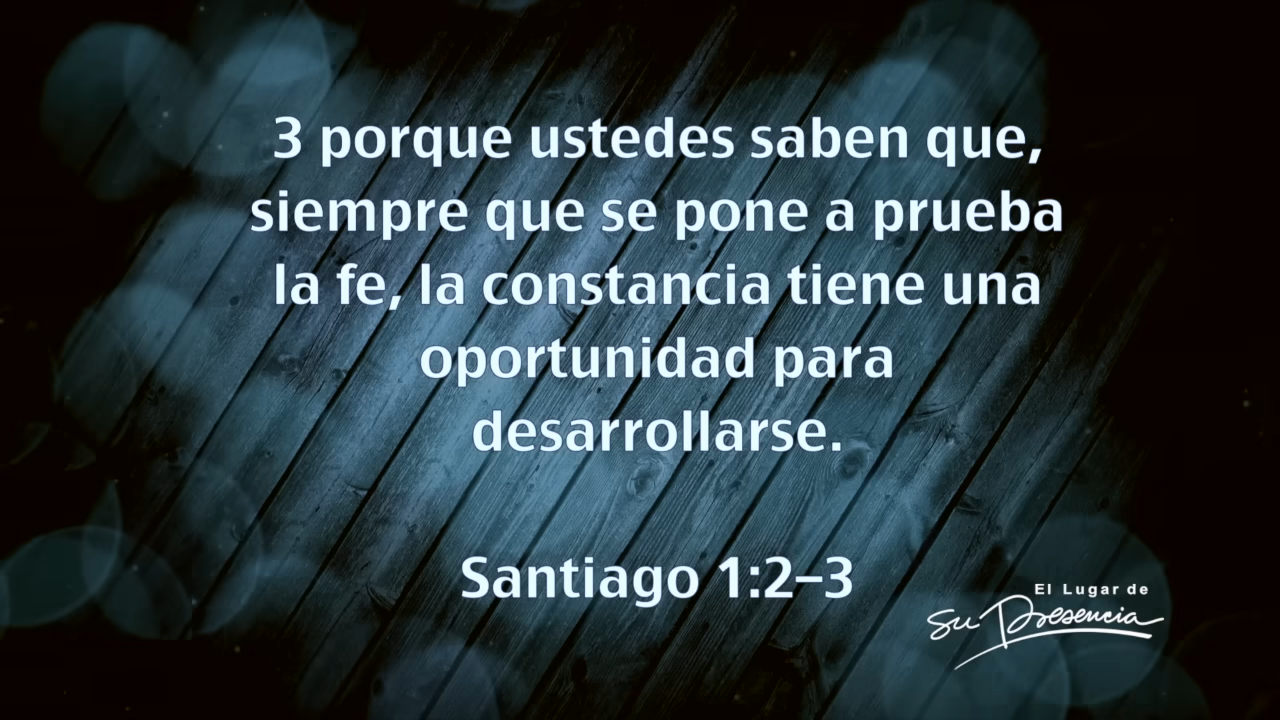 3 porque ustedes saben que,
siempre que se pone a prueba
la fe, la constancia tiene una
oportunidad para
desarrollarse.
Santiago 1:2–3
El Lugar de
Su Presencia